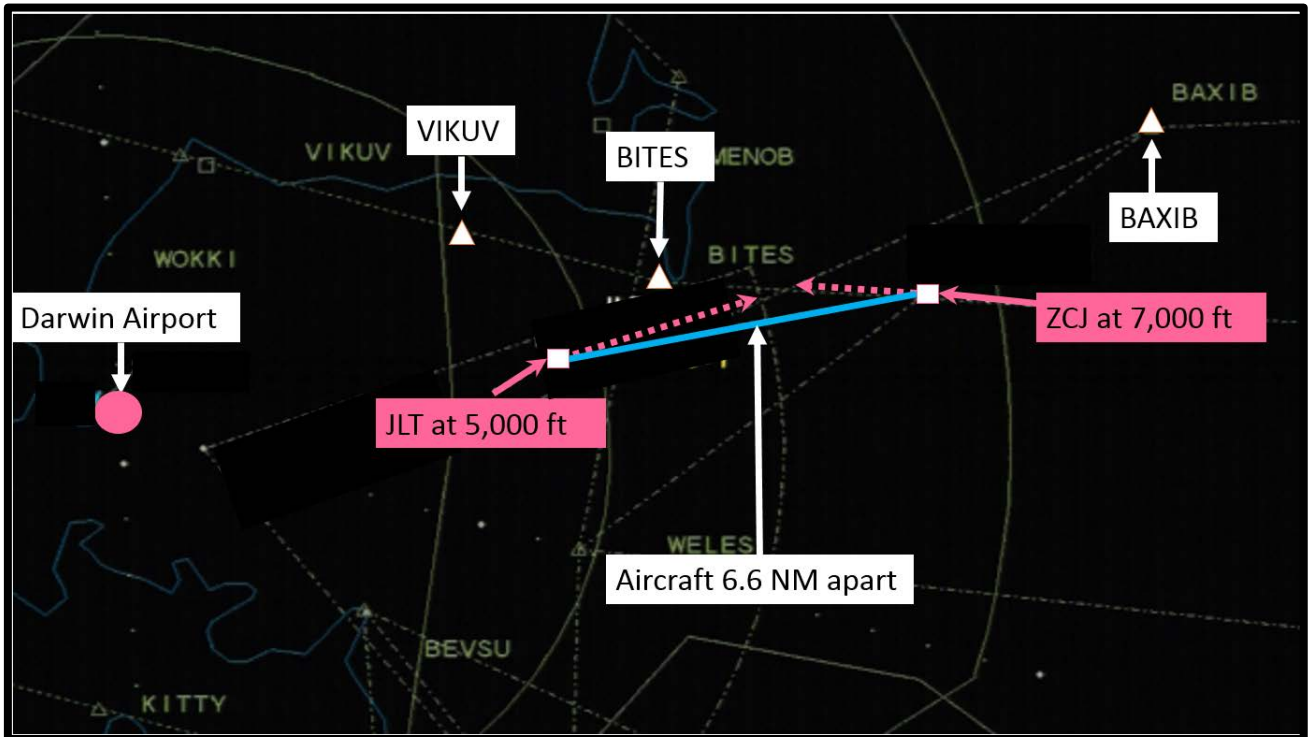 BAXIB
VIKUV
VIKUV
BITES
MENOB
BAXIB
WOKKI
BITES
Darwin Airport
ZCJ at 7,000 ft
JLT at 5,000 ft
WELES
Aircraft 6.6 NM apart
BEVSU
KITTY